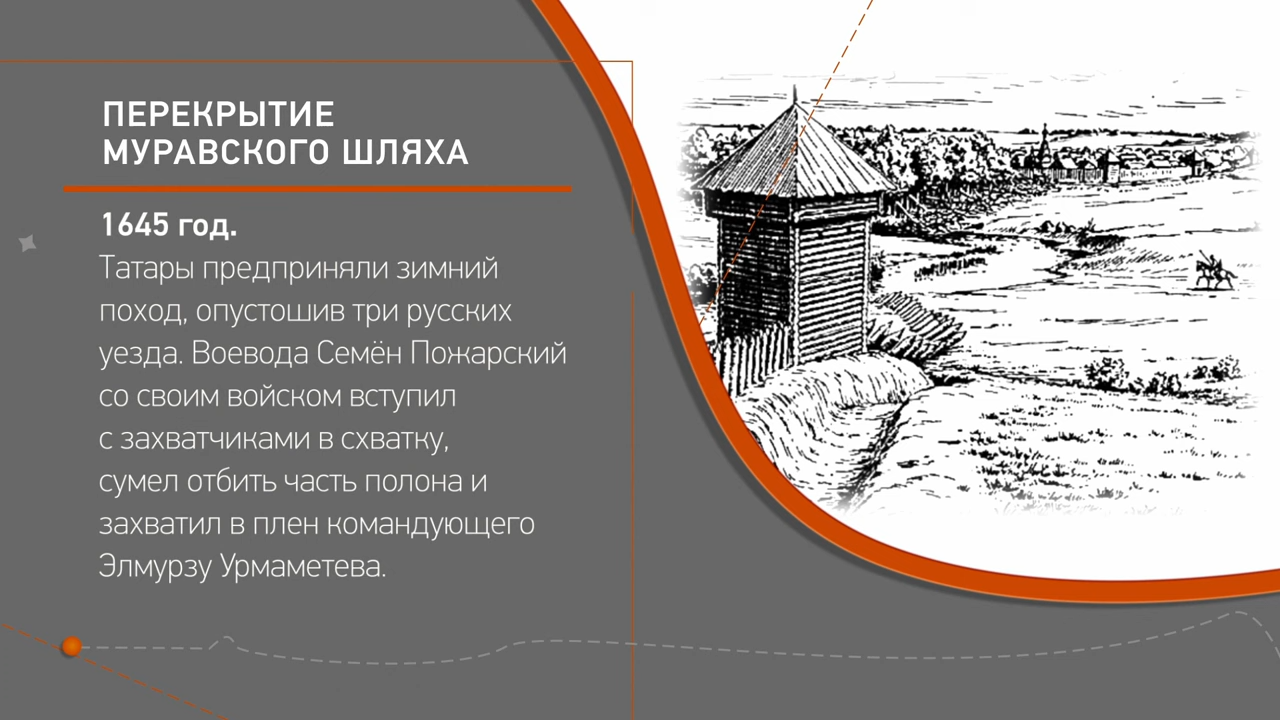 ПЕРЕКРЫТИЕ
МУРАВСКОГО ШЛЯХА
1645 год.
Татары предприняли зимний
поход, опустошив три русских
уезда. Воевода Семён Пожарский
со своим войском вступил
с захватчиками в схватку,
сумел отбить часть полона и
захватил в плен командующего
Элмурзу Урмаметева.